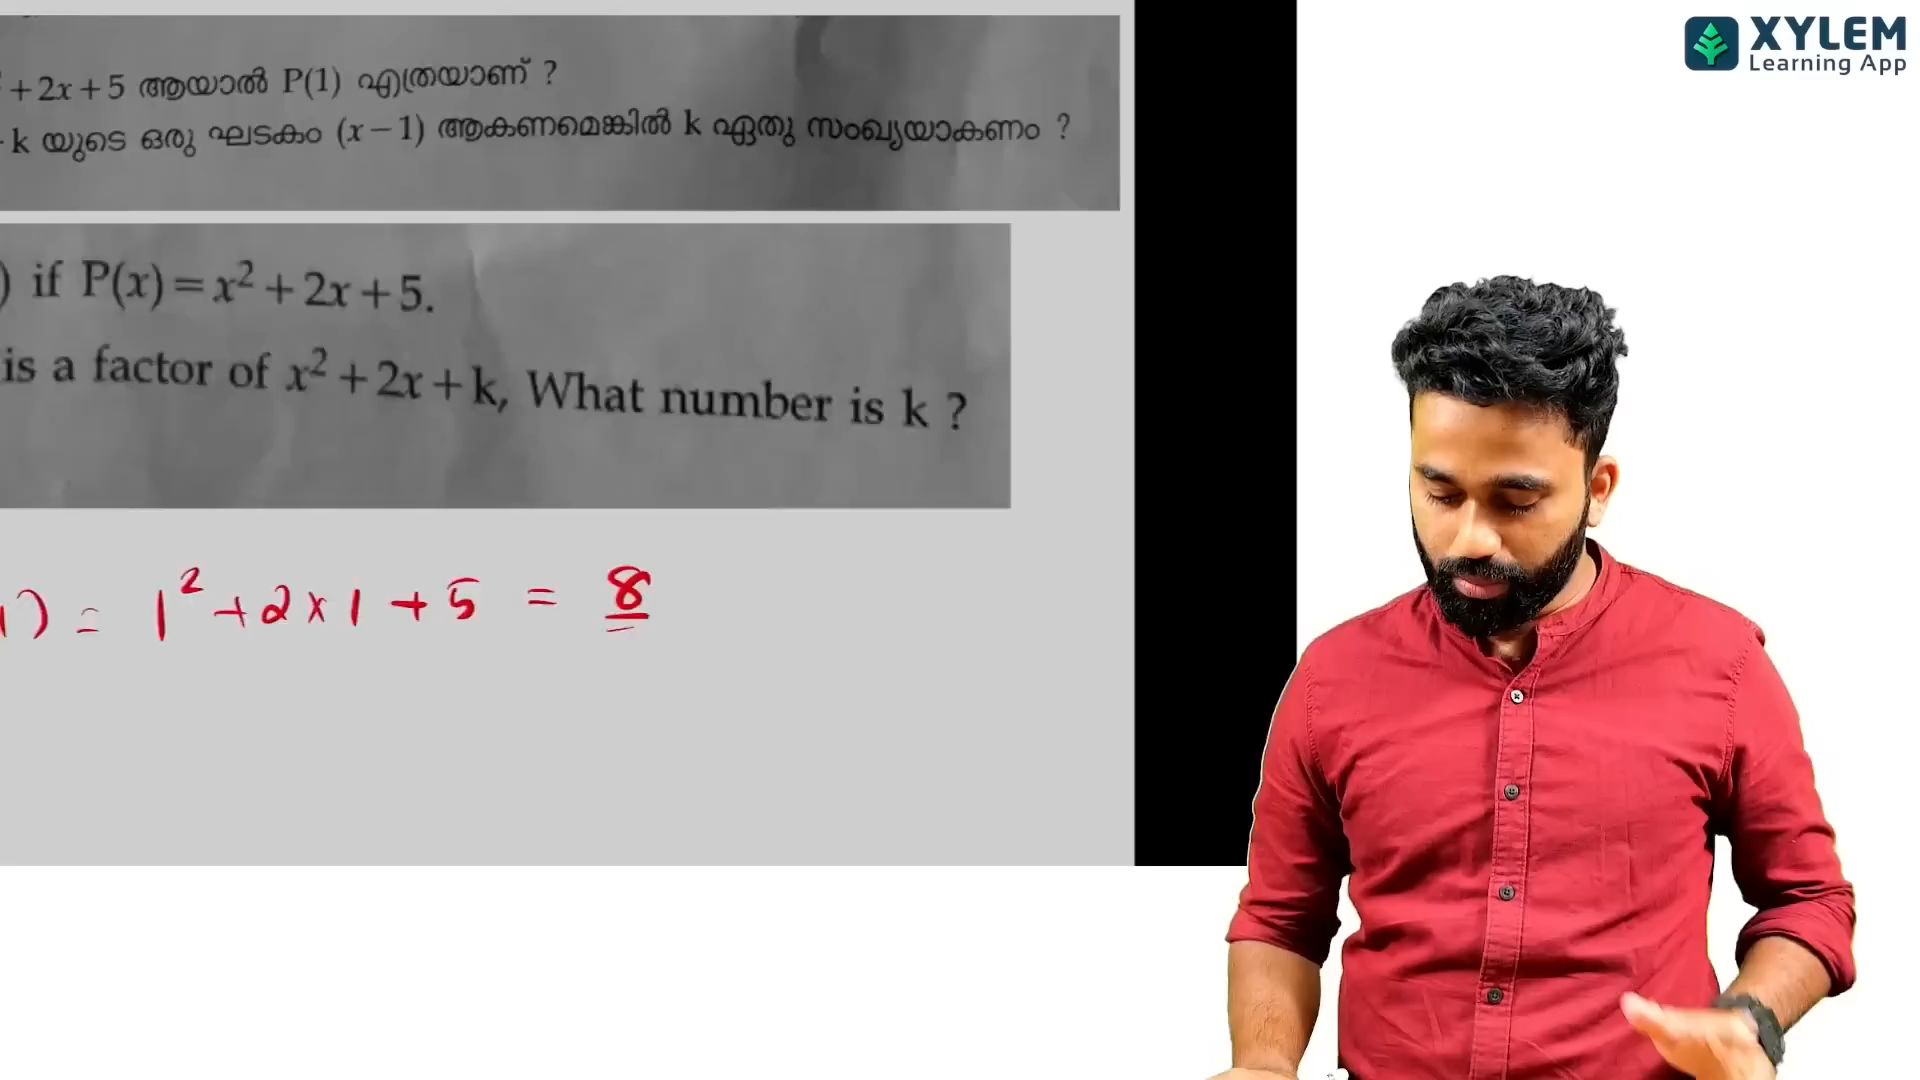 XYLEM
Learning App
+2x+5 ആയാൽ P(1) എത്രയാണ് ?
k യുടെ ഒരു ഘടകം (x−1) ആകണമെങ്കിൽ k ഏതു സംഖ്യയാകണം ?
) if P(x)=x²+2x+5.
is a factor of x²+2x+k, What number is k ?
1) = 1² +2×1 +5 = 8